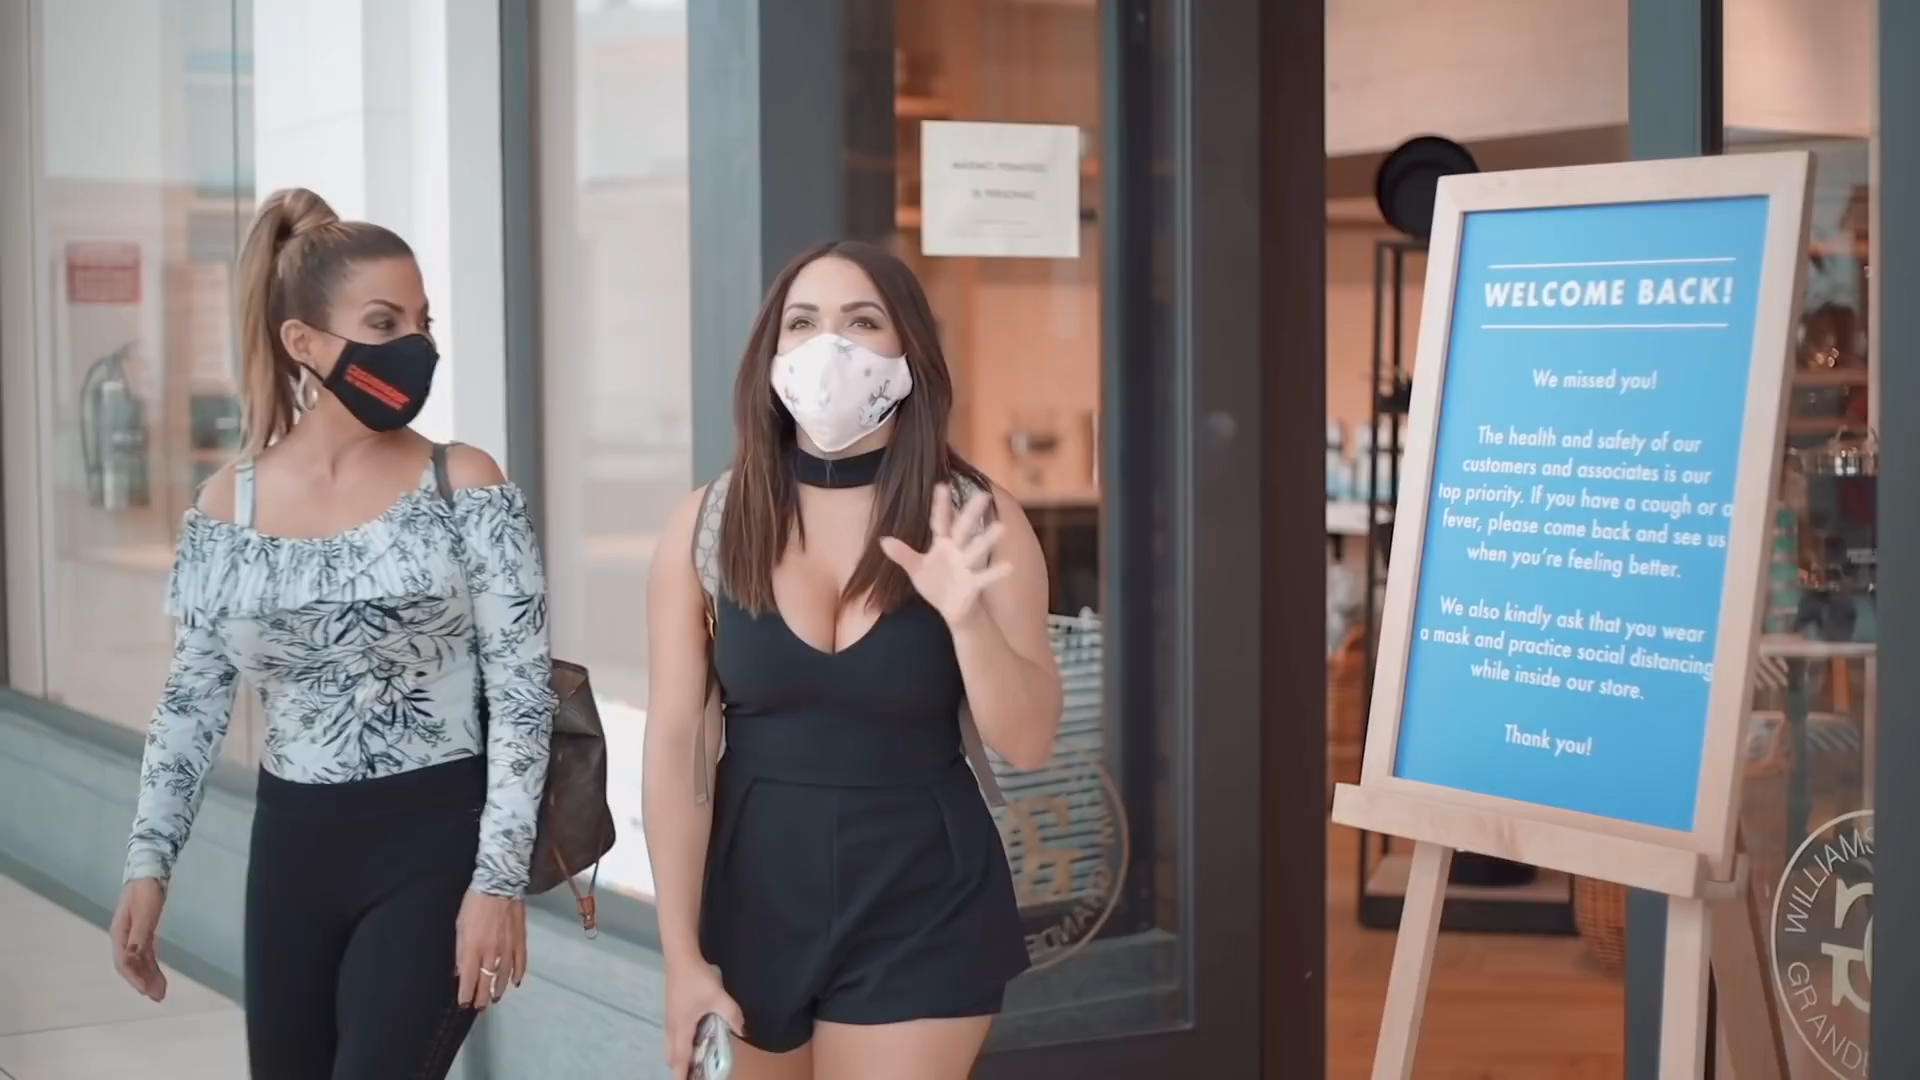 MAXIMO PERMITIDO
WELCOME BACK!
We missed you!
The health and safety of our
customers and associates is our
top priority. If you have a cough or a
fever, please come back and see us
when you're feeling better.
We also kindly ask that you wear
a mask and practice social distancing
while inside our store.
Thank you!
WILLIAMS
GRANDE